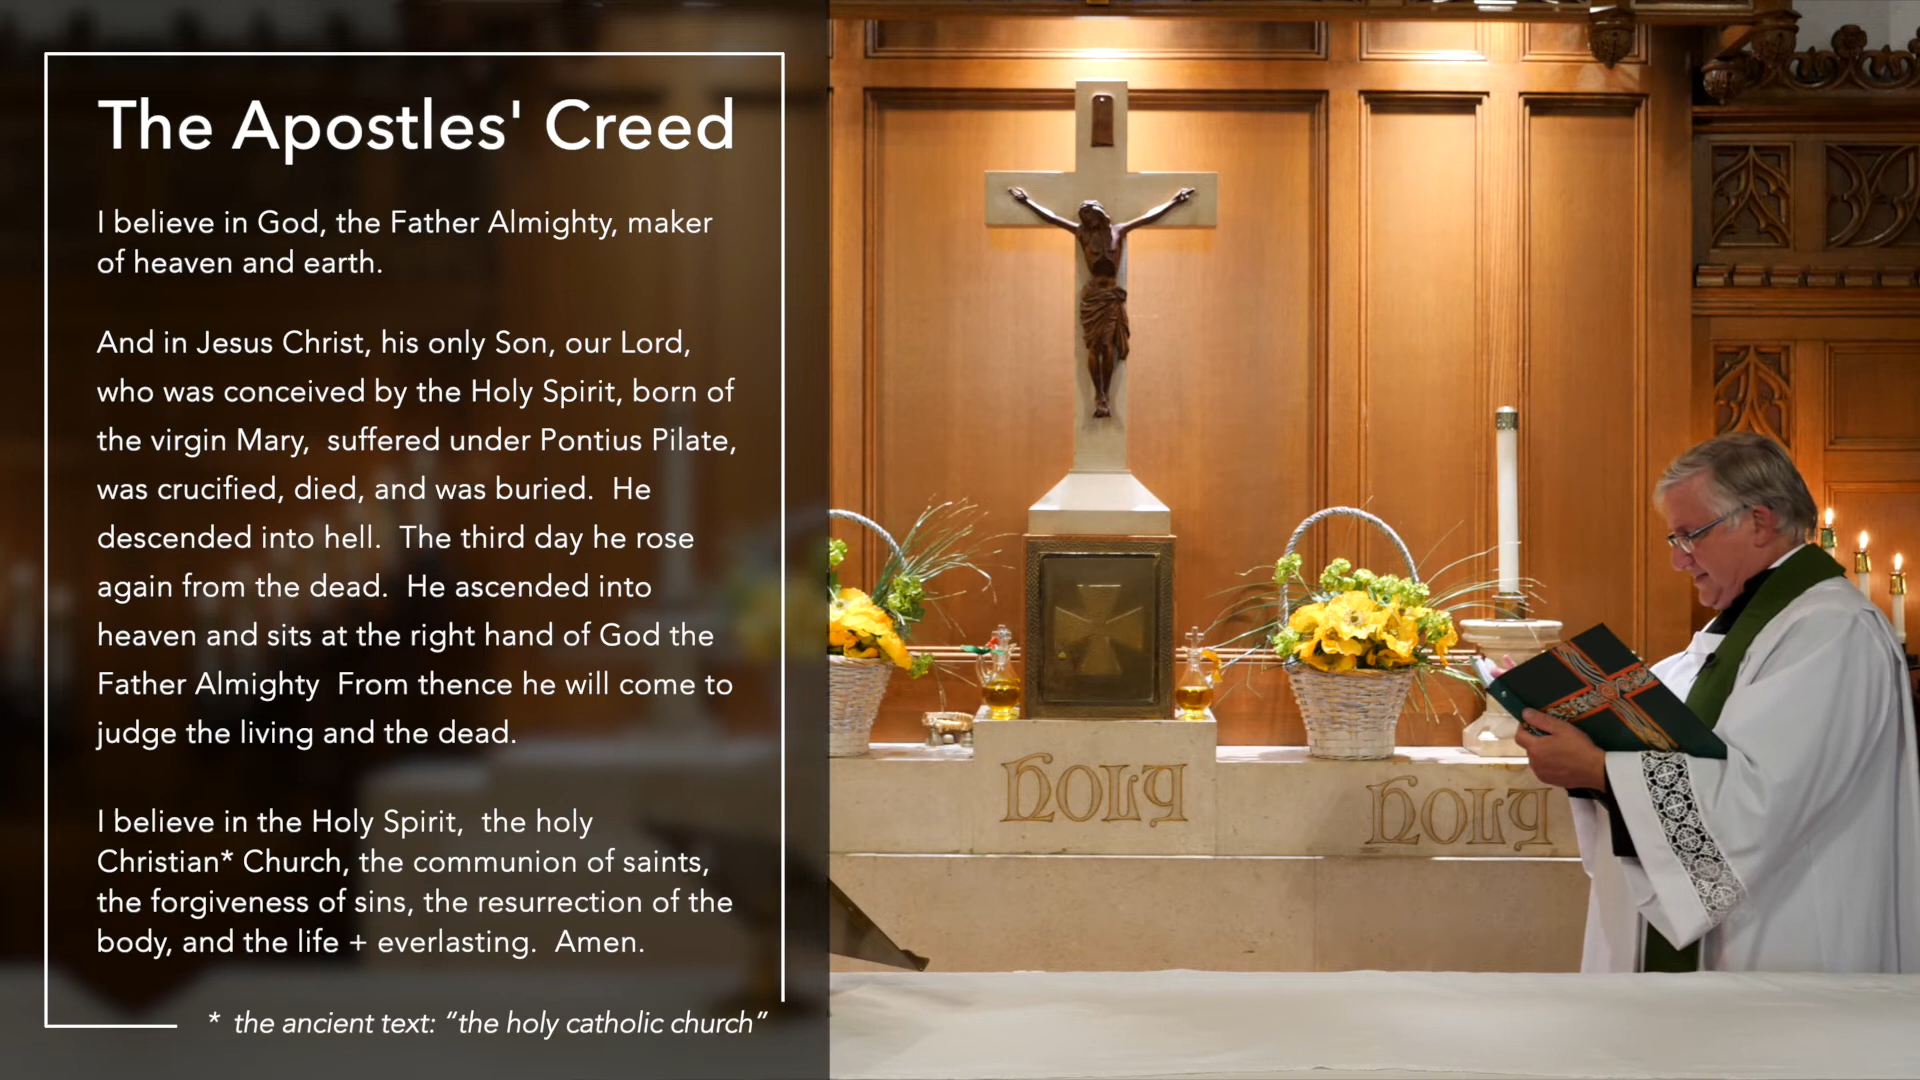 The Apostles' Creed
I believe in God, the Father Almighty, maker
of heaven and earth.
And in Jesus Christ, his only Son, our Lord,
who was conceived by the Holy Spirit, born of
the virgin Mary,  suffered under Pontius Pilate,
was crucified, died, and was buried.  He
descended into hell.  The third day he rose
again from the dead.  He ascended into
heaven and sits at the right hand of God the
Father Almighty  From thence he will come to
judge the living and the dead.
I believe in the Holy Spirit,  the holy
Christian* Church, the communion of saints,
the forgiveness of sins, the resurrection of the
body, and the life + everlasting.  Amen.
*  the ancient text: “the holy catholic church”
HOLY
HOLY